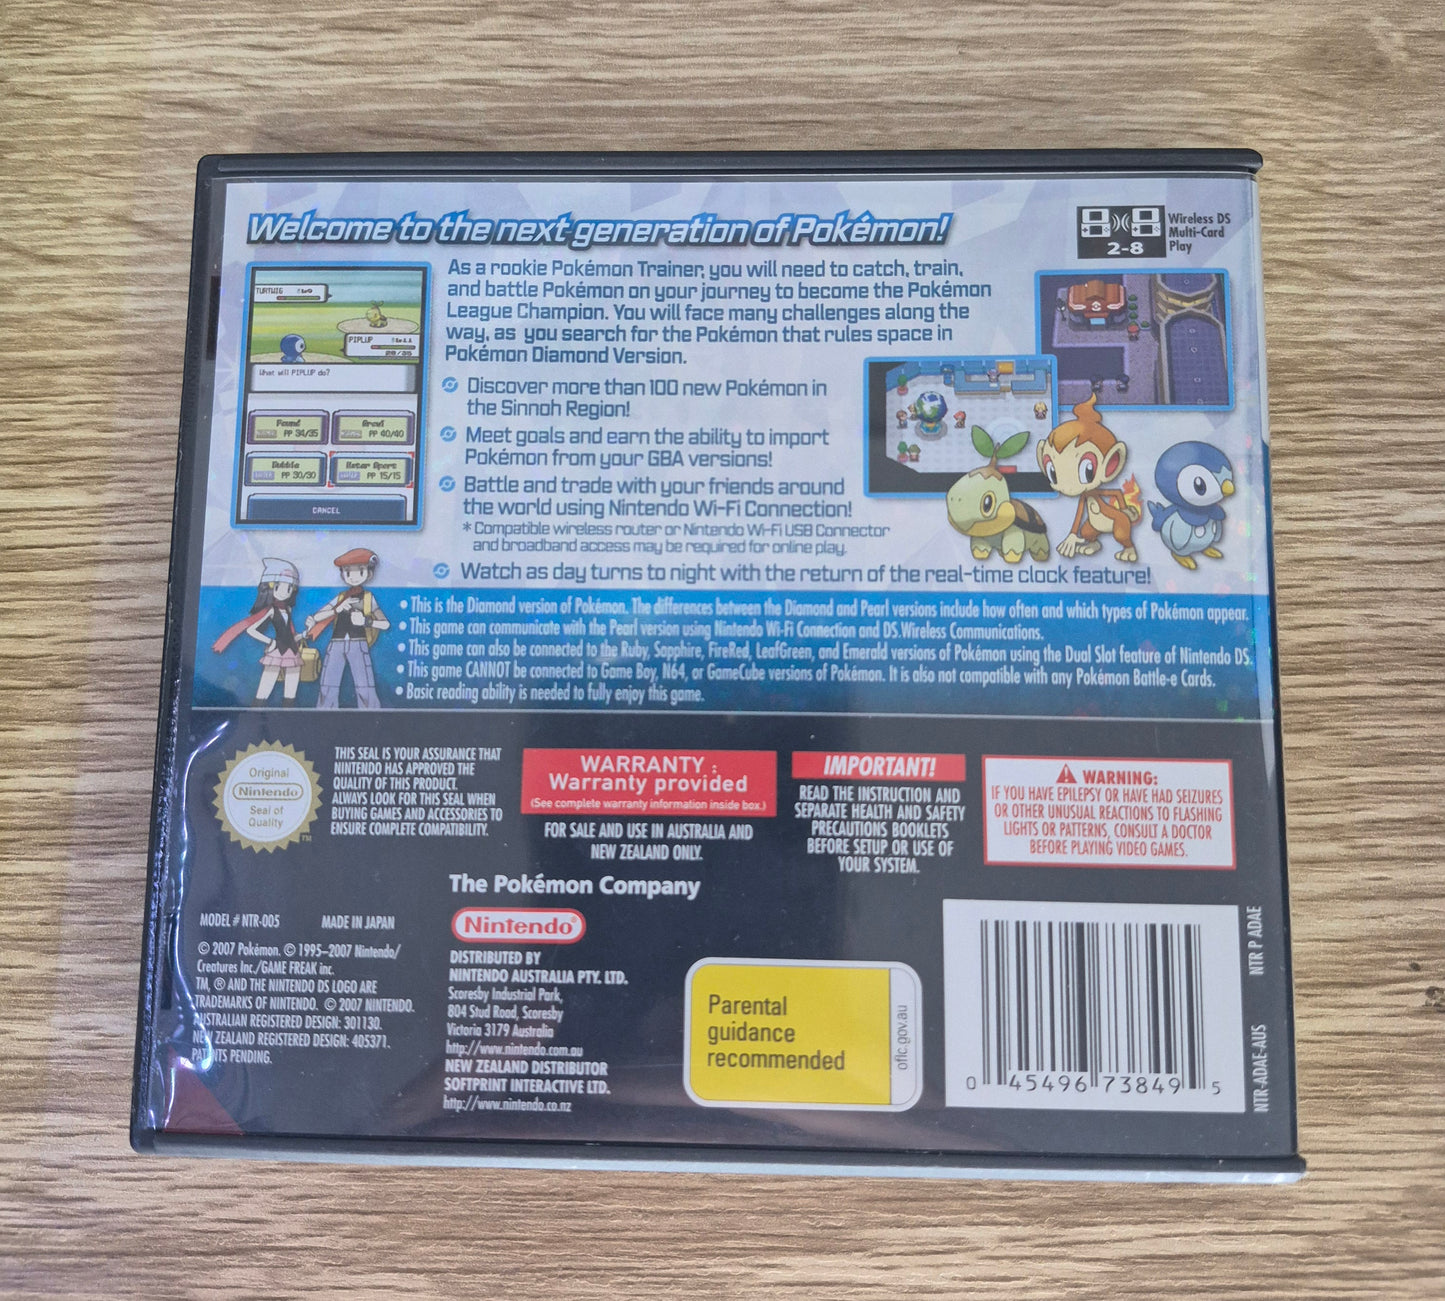 Welcome to the next generation of Pokémon!
2-8
Wireless DS
Multi-Card
Play
As a rookie Pokémon Trainer, you will need to catch, train,
and battle Pokémon on your journey to become the Pokémon
League Champion. You will face many challenges along the
way, as you search for the Pokémon that rules space in
Pokémon Diamond Version.
TURTWIG Lv9
PIPLUP Lv11
28/35
What will PIPLUP do?
Pound
PP 34/35
Growl
PP 40/40
Bubble
PP 30/30
Water Sport
PP 15/15
CANCEL
Discover more than 100 new Pokémon in
the Sinnoh Region!
Meet goals and earn the ability to import
Pokémon from your GBA versions!
Battle and trade with your friends around
the world using Nintendo Wi-Fi Connection!
* Compatible wireless router or Nintendo Wi-Fi USB Connector
and broadband access may be required for online play.
Watch as day turns to night with the return of the real-time clock feature!
• This is the Diamond version of Pokémon. The differences between the Diamond and Pearl versions include how often and which types of Pokémon appear.
• This game can communicate with the Pearl version using Nintendo Wi-Fi Connection and DS Wireless Communications.
• This game can also be connected to the Ruby, Sapphire, FireRed, LeafGreen, and Emerald versions of Pokémon using the Dual Slot feature of Nintendo DS.
• This game CANNOT be connected to Game Boy, N64, or GameCube versions of Pokémon. It is also not compatible with any Pokémon Battle-e Cards.
• Basic reading ability is needed to fully enjoy this game.
Original
Nintendo
Seal of
Quality
TM
THIS SEAL IS YOUR ASSURANCE THAT
NINTENDO HAS APPROVED THE
QUALITY OF THIS PRODUCT.
ALWAYS LOOK FOR THIS SEAL WHEN
BUYING GAMES AND ACCESSORIES TO
ENSURE COMPLETE COMPATIBILITY.
WARRANTY :
Warranty provided
(See complete warranty information inside box.)
FOR SALE AND USE IN AUSTRALIA AND
NEW ZEALAND ONLY.
IMPORTANT!
READ THE INSTRUCTION AND
SEPARATE HEALTH AND SAFETY
PRECAUTIONS BOOKLETS
BEFORE SETUP OR USE OF
YOUR SYSTEM.
WARNING:
IF YOU HAVE EPILEPSY OR HAVE HAD SEIZURES
OR OTHER UNUSUAL REACTIONS TO FLASHING
LIGHTS OR PATTERNS, CONSULT A DOCTOR
BEFORE PLAYING VIDEO GAMES.
MODEL # NTR-005 MADE IN JAPAN
© 2007 Pokémon. © 1995–2007 Nintendo/
Creatures Inc./GAME FREAK inc.
TM, ® AND THE NINTENDO DS LOGO ARE
TRADEMARKS OF NINTENDO. © 2007 NINTENDO.
AUSTRALIAN REGISTERED DESIGN: 301130.
NEW ZEALAND REGISTERED DESIGN: 405371.
PATENTS PENDING.
The Pokémon Company
Nintendo®
DISTRIBUTED BY
NINTENDO AUSTRALIA PTY. LTD.
Scoresby Industrial Park,
804 Stud Road, Scoresby
Victoria 3179 Australia
http://www.nintendo.com.au
NEW ZEALAND DISTRIBUTOR
SOFTPRINT INTERACTIVE LTD.
http://www.nintendo.co.nz
Parental
guidance
recommended
oflc.gov.au
0 45496 73849 5
NTR P ADAE
NTR-ADAE-AUS